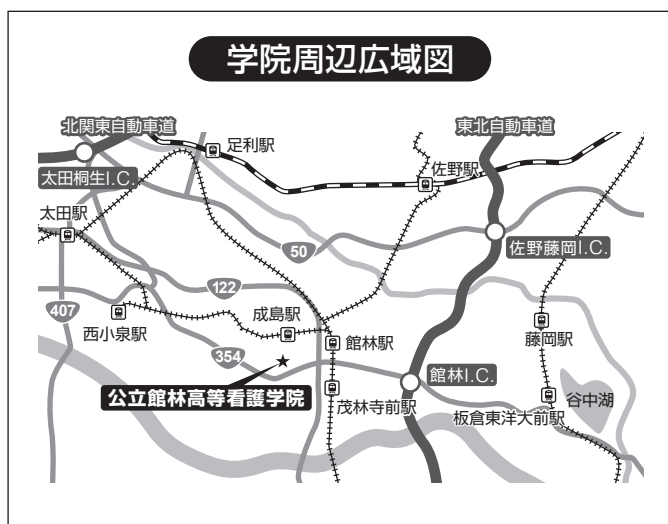 学院周辺広域図
北関東自動車道
東北自動車道
足利駅
佐野駅
太田桐生I.C.
太田駅
50
佐野藤岡I.C.
122
407
成島駅
西小泉駅
館林駅
藤岡駅
354
館林I.C.
公立館林高等看護学院
茂林寺前駅
板倉東洋大前駅
谷中湖